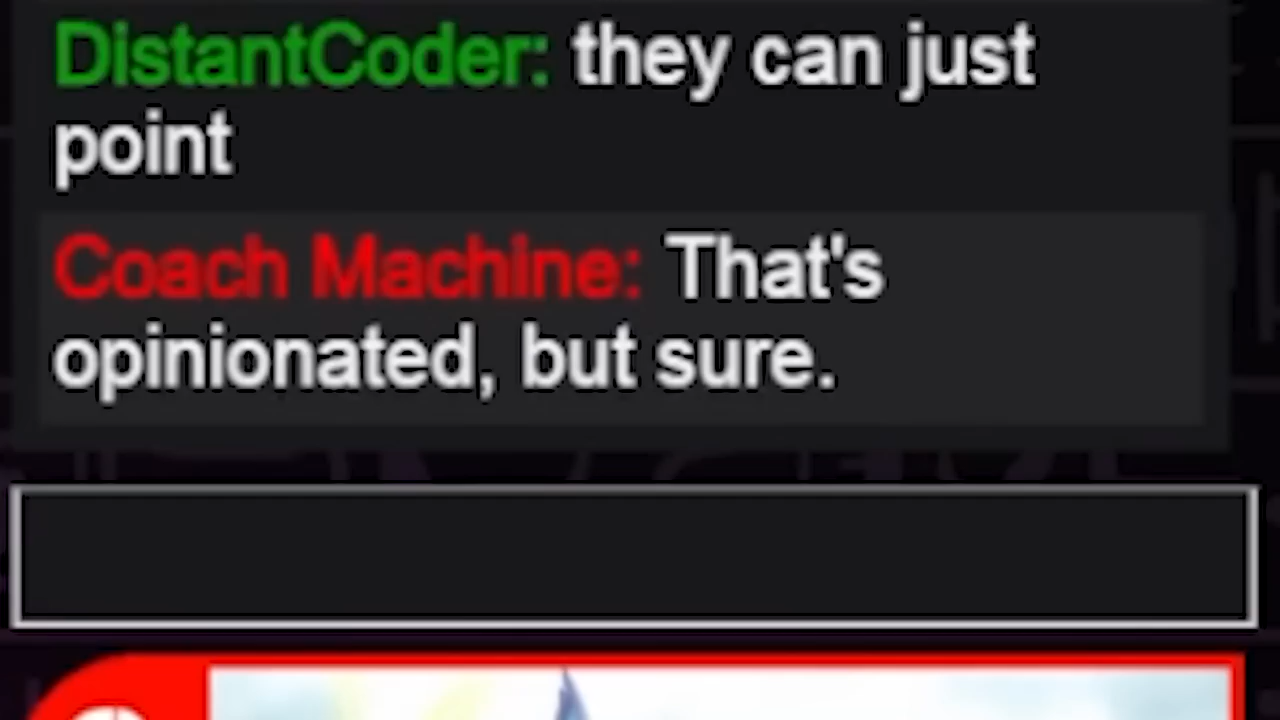 DistantCoder: they can just
point
Coach Machine: That's
opinionated, but sure.